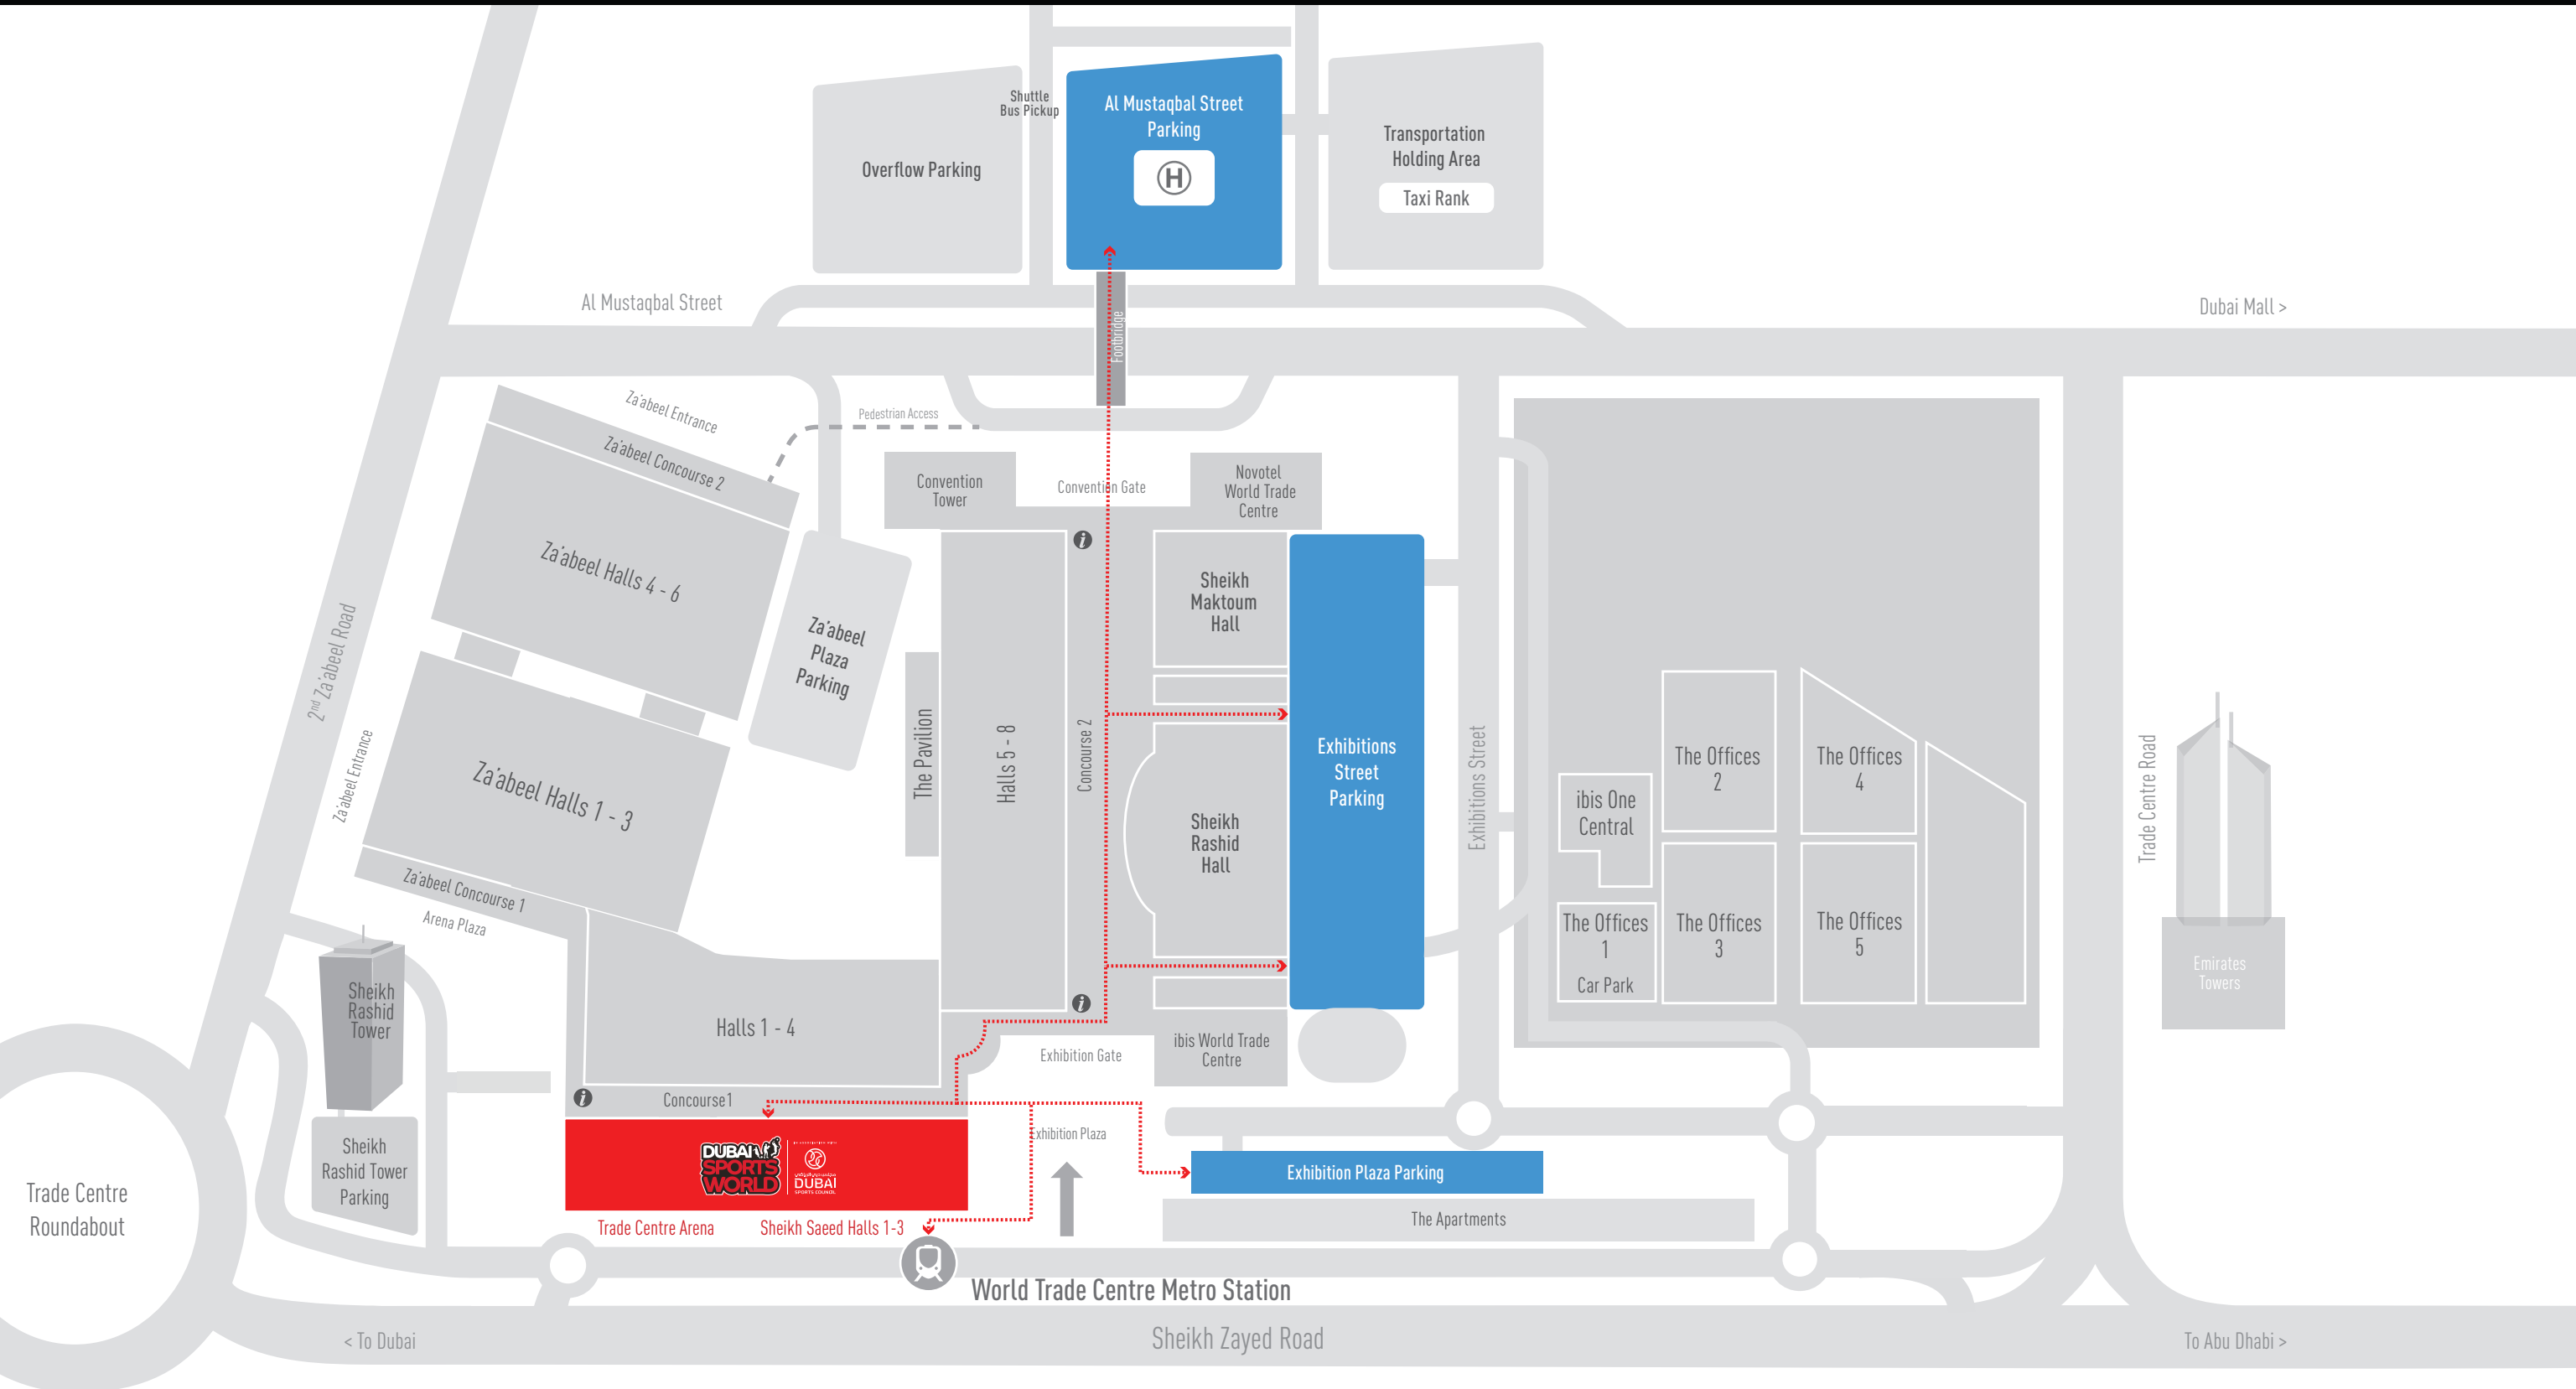 Shuttle
Bus Pickup
Overflow Parking
Al Mustaqbal Street
Parking
H
Transportation
Holding Area
Taxi Rank
Al Mustaqbal Street
Footbridge
Dubai Mall >
Za'abeel Entrance
Pedestrian Access
Za'abeel Concourse 2
Convention
Tower
Convention Gate
Novotel
World Trade
Centre
Za'abeel Halls 4 - 6
Sheikh
Maktoum
Hall
Za'abeel
Plaza
Parking
2nd Za'abeel Road
Za'abeel Entrance
Za'abeel Halls 1 - 3
The Pavilion
Halls 5 - 8
Concourse 2
Exhibitions
Street
Parking
Exhibitions Street
Sheikh
Rashid
Hall
ibis One
Central
The Offices
2
The Offices
4
Trade Centre Road
Za'abeel Concourse 1
Arena Plaza
The Offices
1
Car Park
The Offices
3
The Offices
5
Emirates
Towers
Sheikh
Rashid
Tower
Halls 1 - 4
i
i
i
Exhibition Gate
ibis World Trade
Centre
Concourse1
Exhibition Plaza
Sheikh
Rashid Tower
Parking
DUBAI
SPORTS
WORLD
DUBAI
SPORTS COUNCIL
Exhibition Plaza Parking
Trade Centre
Roundabout
Trade Centre Arena
Sheikh Saeed Halls 1-3
The Apartments
World Trade Centre Metro Station
< To Dubai
Sheikh Zayed Road
To Abu Dhabi >